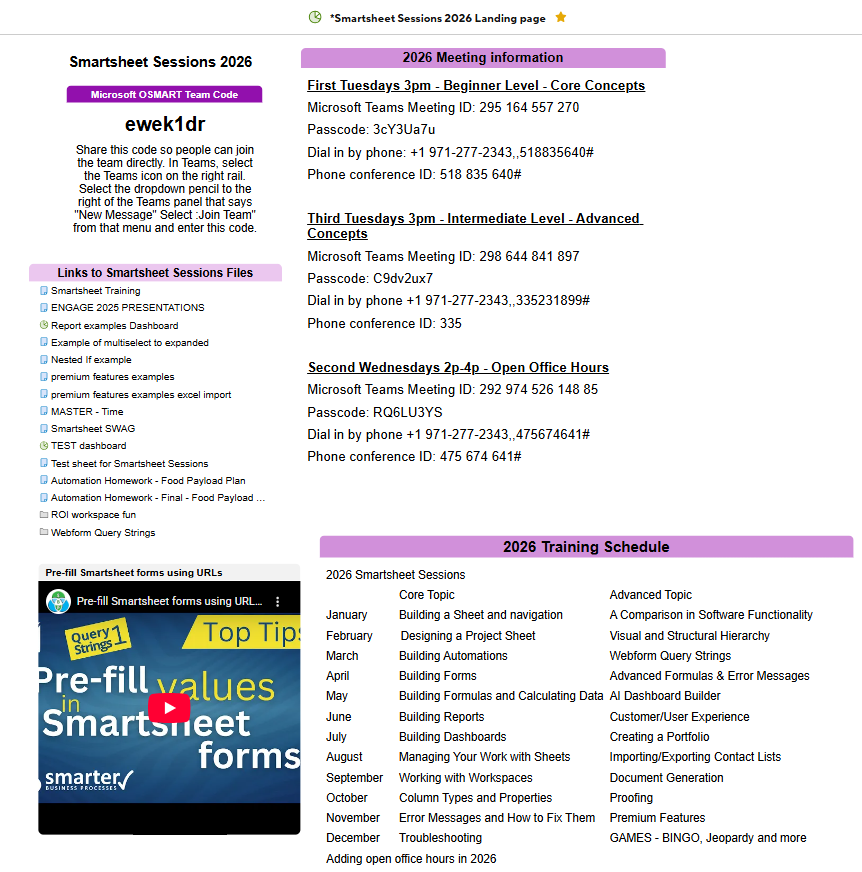 *Smartsheet Sessions 2026 Landing page
Smartsheet Sessions 2026
Microsoft OSMART Team Code
ewek1dr
Share this code so people can join
the team directly. In Teams, select
the Teams icon on the right rail.
Select the dropdown pencil to the
right of the Teams panel that says
"New Message" Select :Join Team"
from that menu and enter this code.
Links to Smartsheet Sessions Files
Smartsheet Training
ENGAGE 2025 PRESENTATIONS
Report examples Dashboard
Example of multiselect to expanded
Nested If example
premium features examples
premium features examples excel import
MASTER - Time
Smartsheet SWAG
TEST dashboard
Test sheet for Smartsheet Sessions
Automation Homework - Food Payload Plan
Automation Homework - Final - Food Payload ...
ROI workspace fun
Webform Query Strings
Pre-fill Smartsheet forms using URLs
Pre-fill Smartsheet forms using URL...
Query
Strings 1
Top Tips
Pre-fill values
in
Smartsheet
forms
smarter
BUSINESS PROCESSES
2026 Meeting information
First Tuesdays 3pm - Beginner Level - Core Concepts
Microsoft Teams Meeting ID: 295 164 557 270
Passcode: 3cY3Ua7u
Dial in by phone: +1 971-277-2343,,518835640#
Phone conference ID: 518 835 640#
Third Tuesdays 3pm - Intermediate Level - Advanced
Concepts
Microsoft Teams Meeting ID: 298 644 841 897
Passcode: C9dv2ux7
Dial in by phone +1 971-277-2343,,335231899#
Phone conference ID: 335
Second Wednesdays 2p-4p - Open Office Hours
Microsoft Teams Meeting ID: 292 974 526 148 85
Passcode: RQ6LU3YS
Dial in by phone +1 971-277-2343,,475674641#
Phone conference ID: 475 674 641#
2026 Training Schedule
2026 Smartsheet Sessions
Core Topic Advanced Topic
January Building a Sheet and navigation A Comparison in Software Functionality
February Designing a Project Sheet Visual and Structural Hierarchy
March Building Automations Webform Query Strings
April Building Forms Advanced Formulas & Error Messages
May Building Formulas and Calculating Data AI Dashboard Builder
June Building Reports Customer/User Experience
July Building Dashboards Creating a Portfolio
August Managing Your Work with Sheets Importing/Exporting Contact Lists
September Working with Workspaces Document Generation
October Column Types and Properties Proofing
November Error Messages and How to Fix Them Premium Features
December Troubleshooting GAMES - BINGO, Jeopardy and more
Adding open office hours in 2026